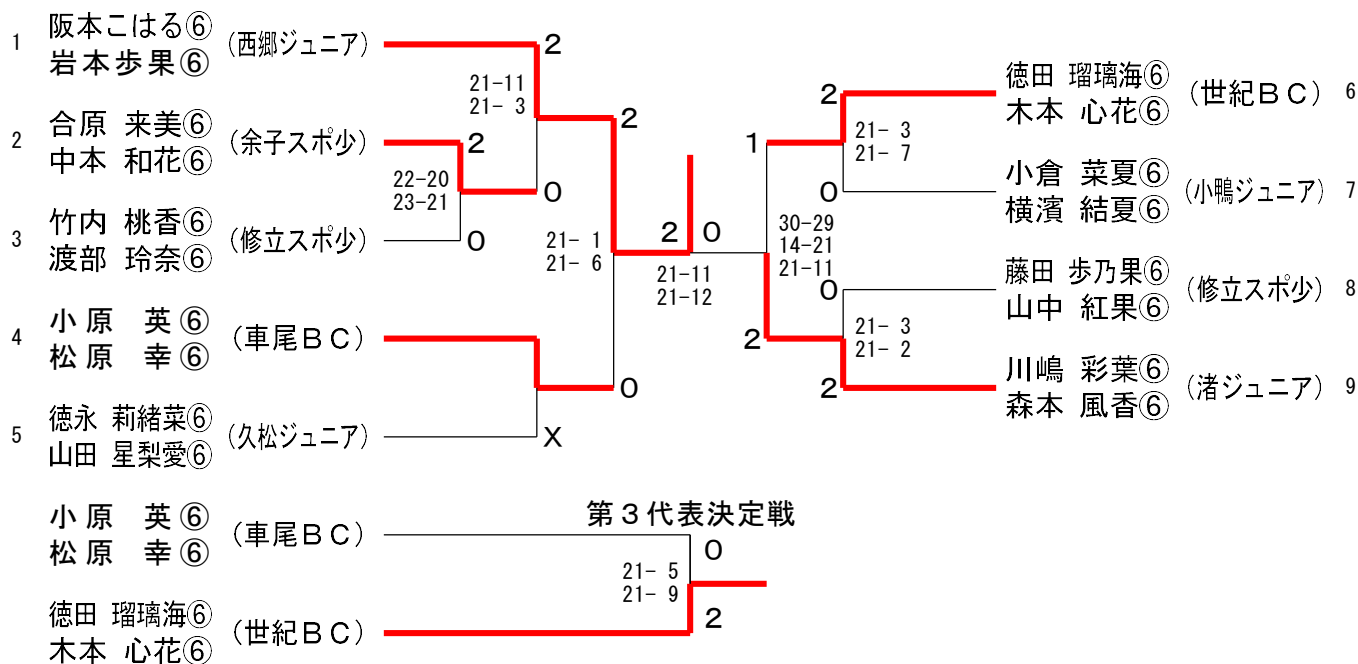 1 阪本こはる⑥ 岩本歩果⑥ (西郷ジュニア)
2
21-11
21- 3
2 合原 来美⑥ 中本 和花⑥ (余子スポ少)
2
2
22-20
23-21
0
3 竹内 桃香⑥ 渡部 玲奈⑥ (修立スポ少)
0
21- 1
21- 6
4 小原 英⑥ 松原 幸⑥ (車尾ＢＣ)
0
5 徳永 莉緒菜⑥ 山田 星梨愛⑥ (久松ジュニア)
X
2 0
21-11
21-12
徳田 瑠璃海⑥ 木本 心花⑥ (世紀ＢＣ) 6
2
1
21- 3
21- 7
小倉 菜夏⑥ 横濱 結夏⑥ (小鴨ジュニア) 7
0
30-29
14-21
21-11
藤田 歩乃果⑥ 山中 紅果⑥ (修立スポ少) 8
0
21- 3
21- 2
2
川嶋 彩葉⑥ 森本 風香⑥ (渚ジュニア) 9
2
第３代表決定戦
小原 英⑥ 松原 幸⑥ (車尾ＢＣ)
0
21- 5
21- 9
徳田 瑠璃海⑥ 木本 心花⑥ (世紀ＢＣ)
2